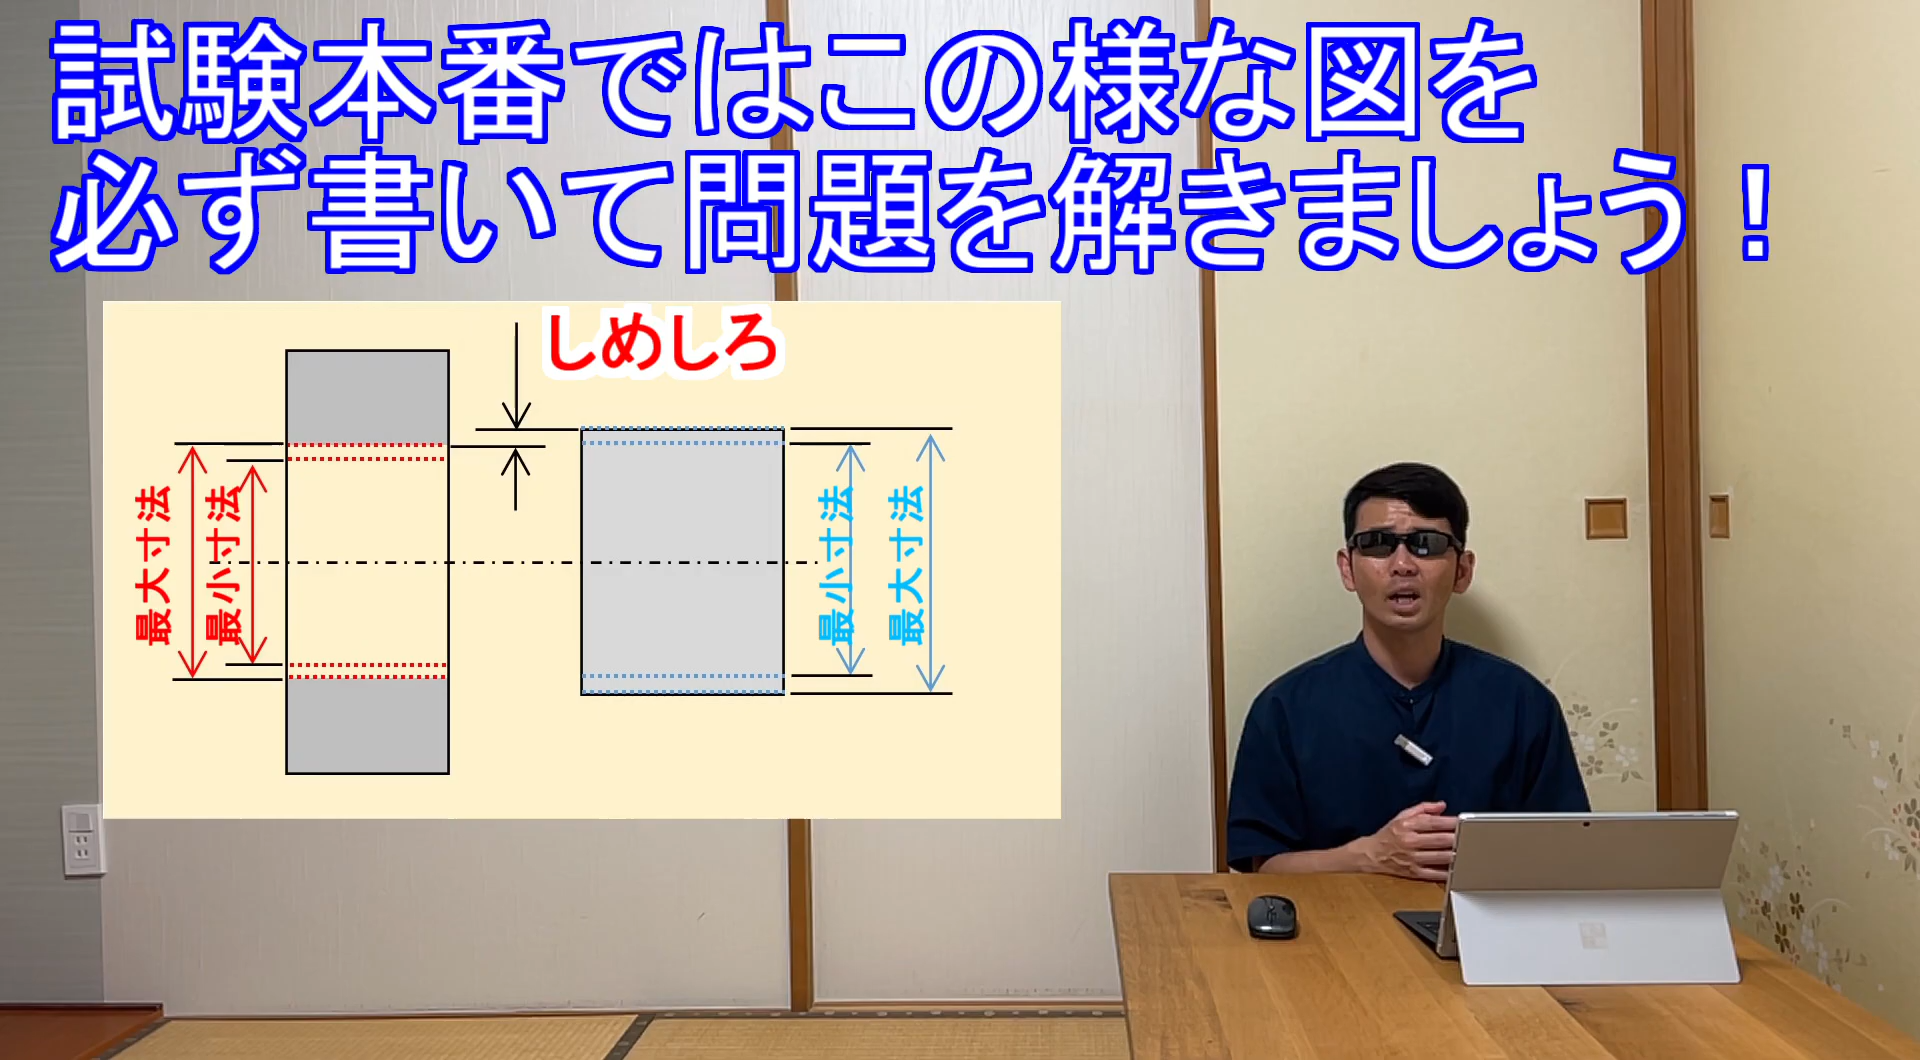 試験本番ではこの様な図を
必ず書いて問題を解きましょう！
しめしろ
最大寸法
最小寸法
最小寸法
最大寸法